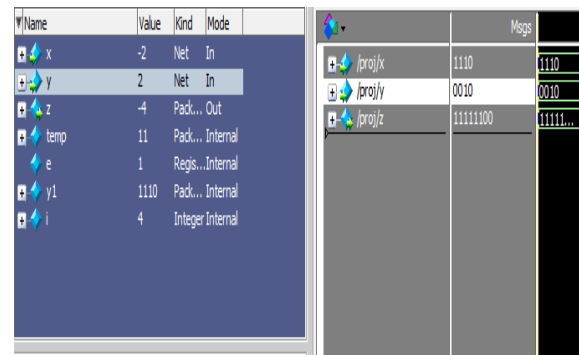 Name Value Kind Mode
x -2 Net In
y 2 Net In
z -4 Pack... Out
temp 11 Pack... Internal
e 1 Regis... Internal
y1 1110 Pack... Internal
i 4 Integer Internal
Msgs
/proj/x 1110 1110
/proj/y 0010 0010
/proj/z 11111100 11111...